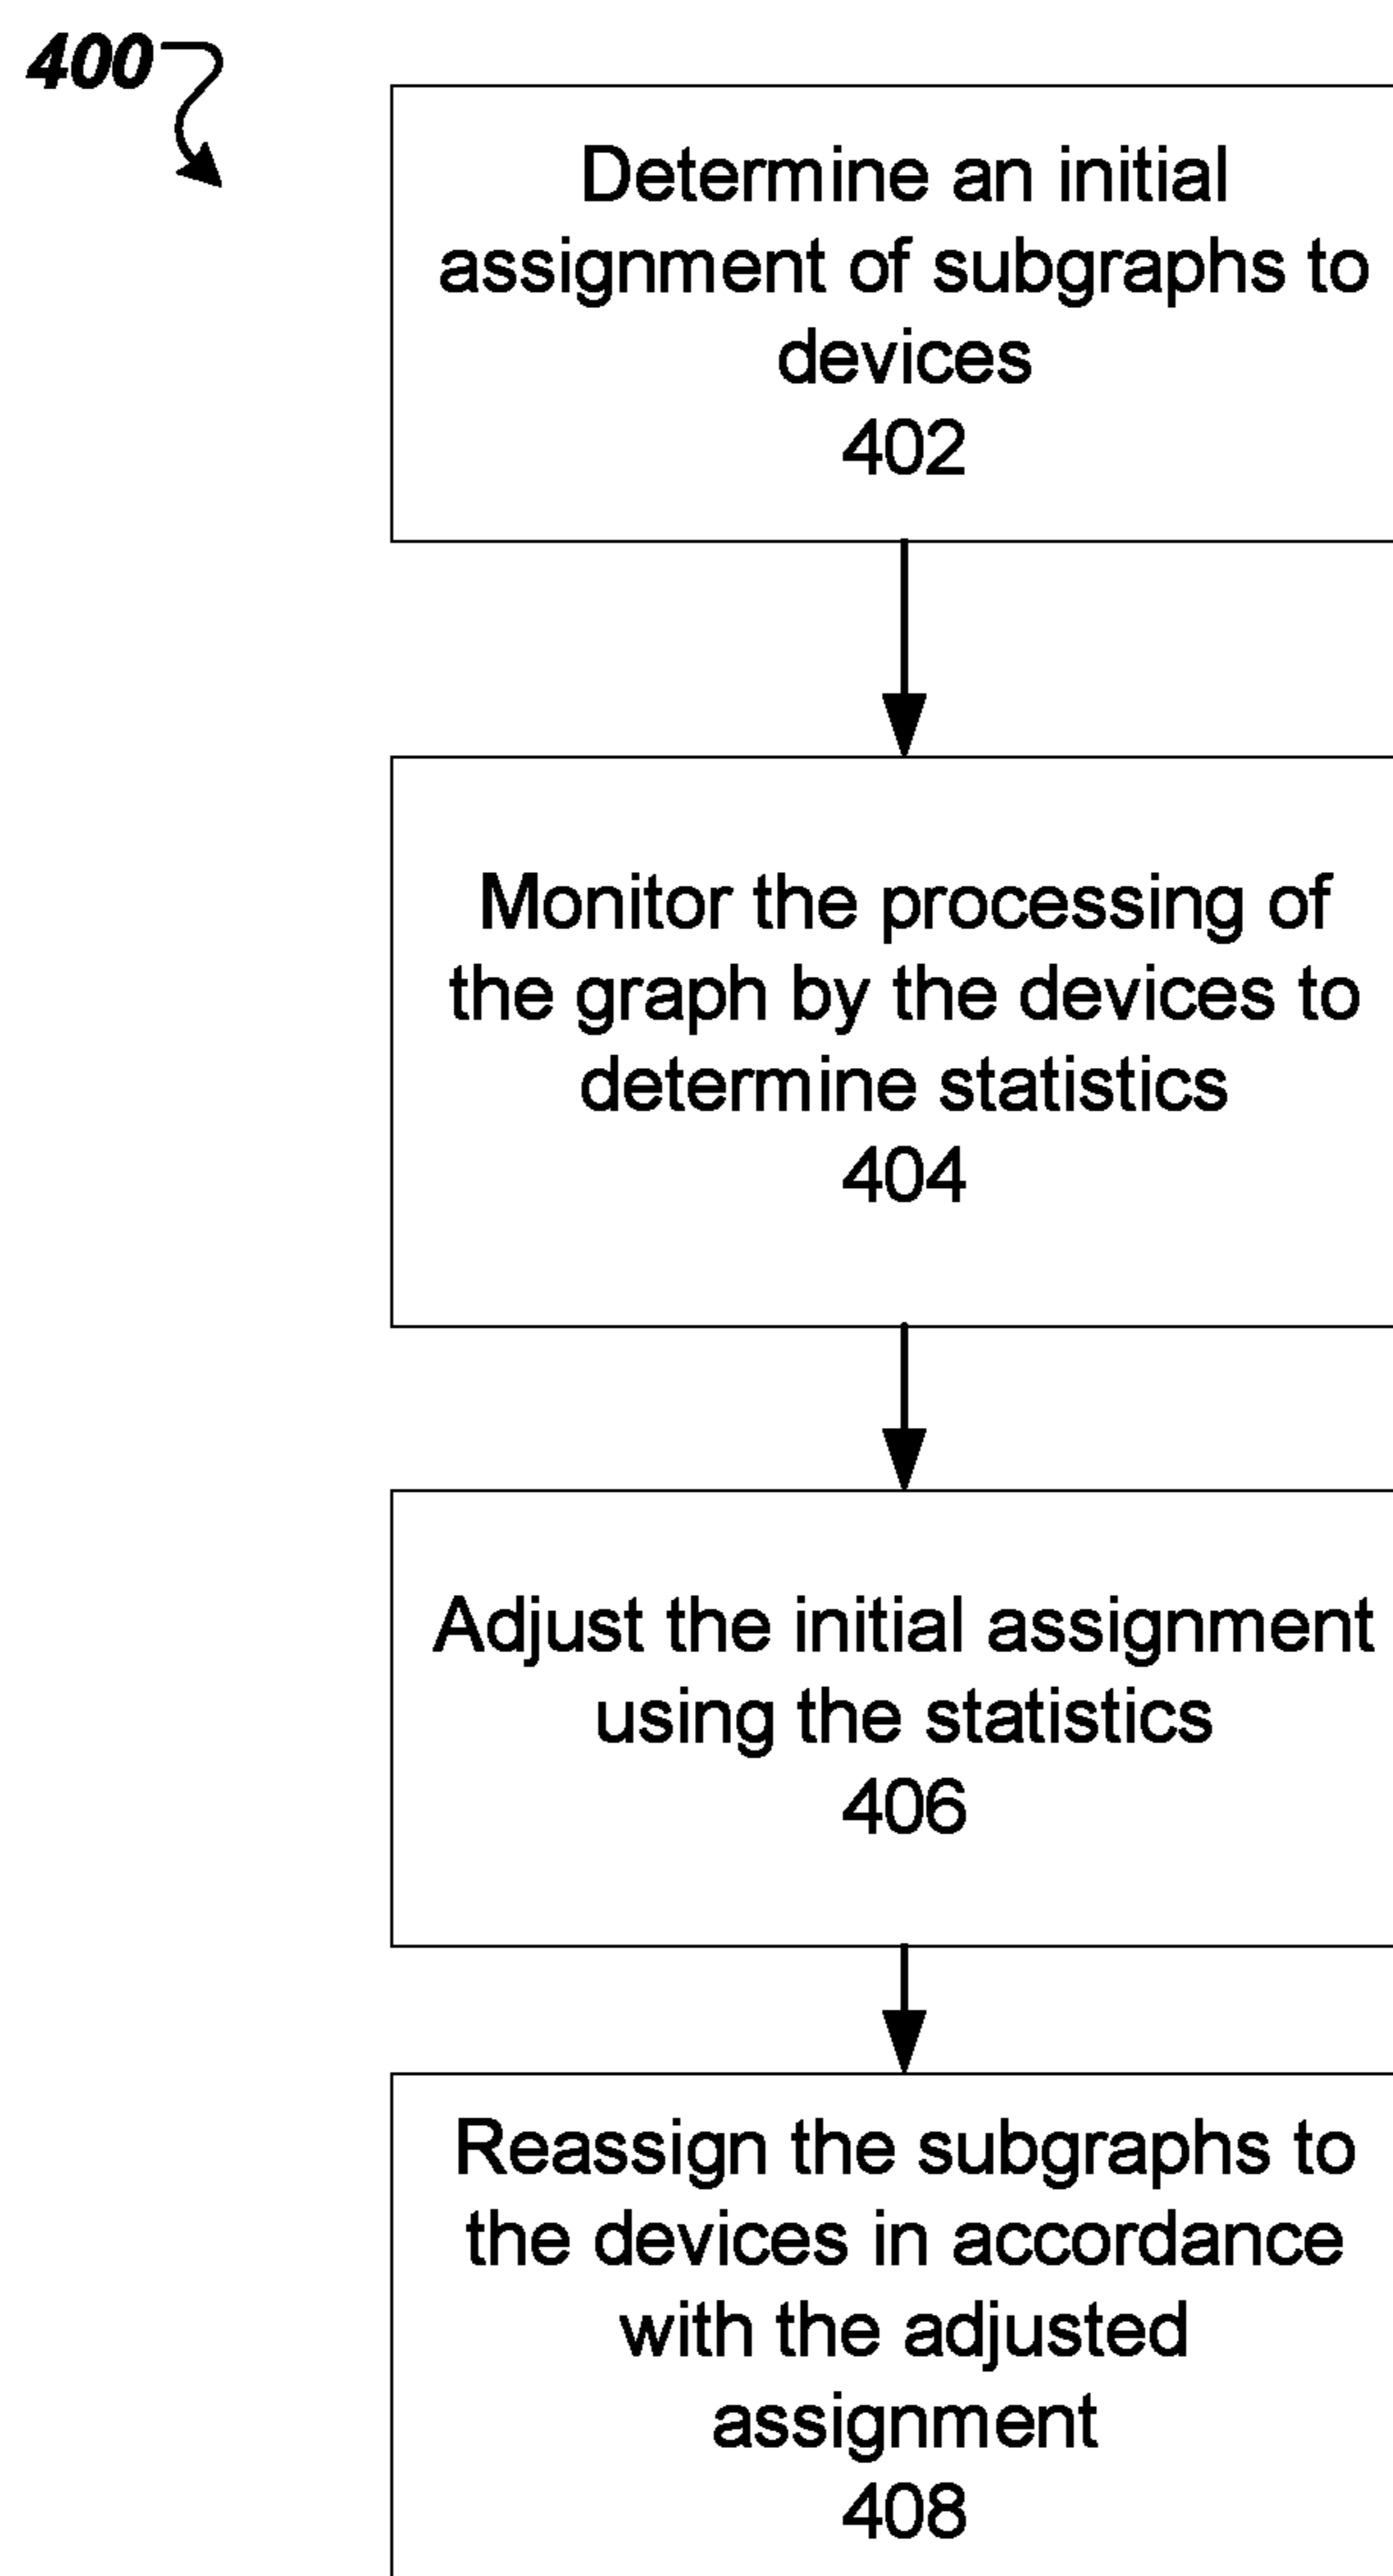 400
Determine an initial
assignment of subgraphs to
devices
402
Monitor the processing of
the graph by the devices to
determine statistics
404
Adjust the initial assignment
using the statistics
406
Reassign the subgraphs to
the devices in accordance
with the adjusted
assignment
408